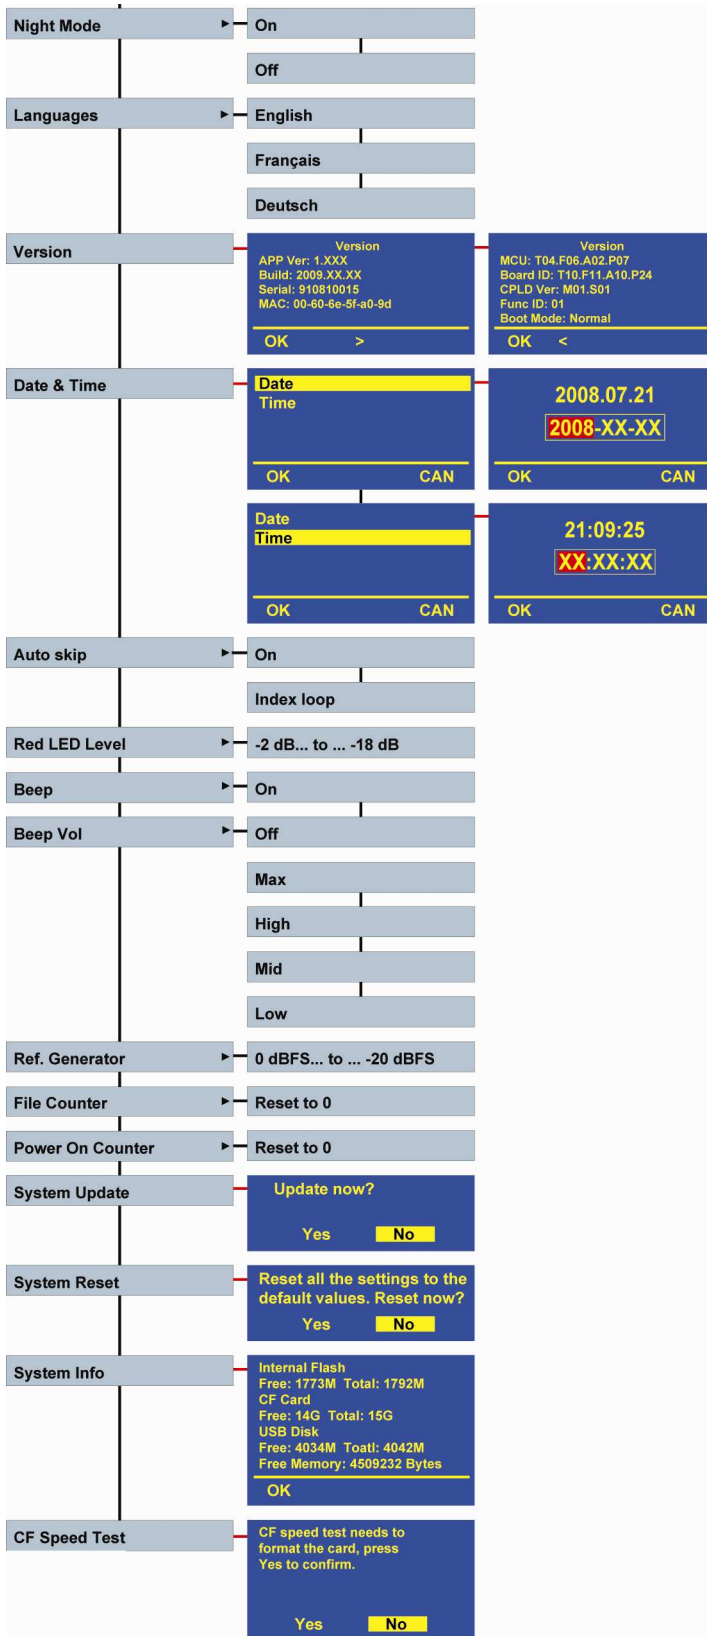 Night Mode
On
Off
Languages
English
Français
Deutsch
Version
Version
APP Ver: 1.XXX
Build: 2009.XX.XX
Serial: 910810015
MAC: 00-60-6e-5f-a0-9d
OK >
Version
MCU: T04.F06.A02.P07
Board ID: T10.F11.A10.P24
CPLD Ver: M01.S01
Func ID: 01
Boot Mode: Normal
OK <
Date & Time
Date
Time
OK CAN
2008.07.21
2008-XX-XX
OK CAN
Date
Time
OK CAN
21:09:25
XX:XX:XX
OK CAN
Auto skip
On
Index loop
Red LED Level
-2 dB... to ... -18 dB
Beep
On
Beep Vol
Off
Max
High
Mid
Low
Ref. Generator
0 dBFS... to ... -20 dBFS
File Counter
Reset to 0
Power On Counter
Reset to 0
System Update
Update now?
Yes No
System Reset
Reset all the settings to the
default values. Reset now?
Yes No
System Info
Internal Flash
Free: 1773M Total: 1792M
CF Card
Free: 14G Total: 15G
USB Disk
Free: 4034M Toatl: 4042M
Free Memory: 4509232 Bytes
OK
CF Speed Test
CF speed test needs to
format the card, press
Yes to confirm.
Yes No